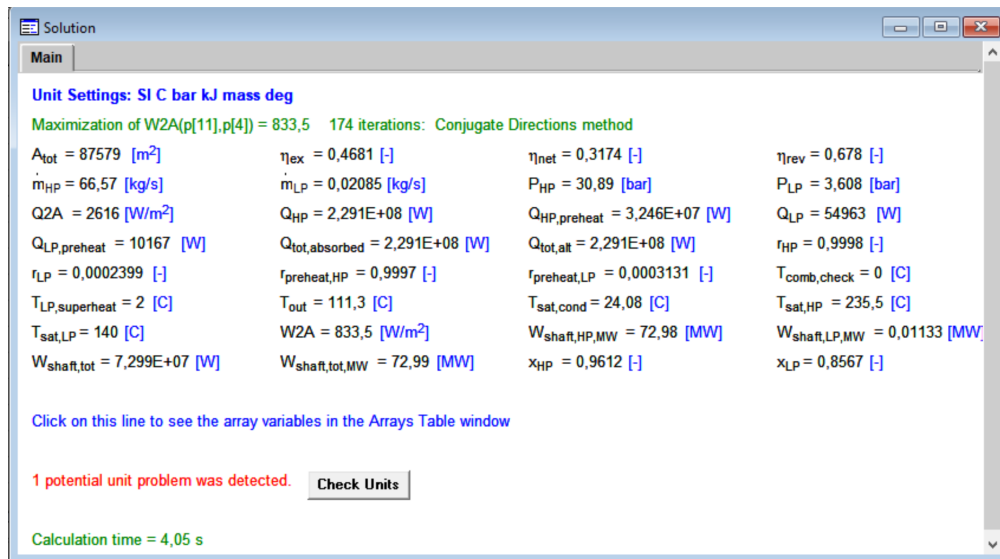 Solution
Main
Unit Settings: SI C bar kJ mass deg
Maximization of W2A(p[11],p[4]) = 833,5 174 iterations: Conjugate Directions method
Atot = 87579 [m2] ηex = 0,4681 [-] ηnet = 0,3174 [-] ηrev = 0,678 [-]
ṁHP = 66,57 [kg/s] ṁLP = 0,02085 [kg/s] PHP = 30,89 [bar] PLP = 3,608 [bar]
Q2A = 2616 [W/m2] QHP = 2,291E+08 [W] QHP,preheat = 3,246E+07 [W] QLP = 54963 [W]
QLP,preheat = 10167 [W] Qtot,absorbed = 2,291E+08 [W] Qtot,alt = 2,291E+08 [W] rHP = 0,9998 [-]
rLP = 0,0002399 [-] rpreheat,HP = 0,9997 [-] rpreheat,LP = 0,0003131 [-] Tcomb,check = 0 [C]
TLP,superheat = 2 [C] Tout = 111,3 [C] Tsat,cond = 24,08 [C] Tsat,HP = 235,5 [C]
Tsat,LP = 140 [C] W2A = 833,5 [W/m2] Wshaft,HP,MW = 72,98 [MW] Wshaft,LP,MW = 0,01133 [MW]
Wshaft,tot = 7,299E+07 [W] Wshaft,tot,MW = 72,99 [MW] xHP = 0,9612 [-] xLP = 0,8567 [-]
Click on this line to see the array variables in the Arrays Table window
1 potential unit problem was detected. Check Units
Calculation time = 4,05 s